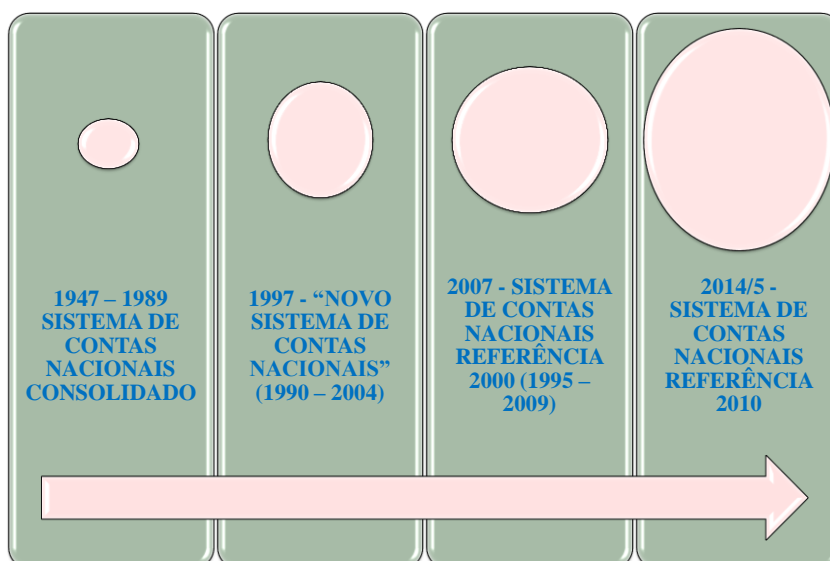 1947 – 1989
SISTEMA DE
CONTAS
NACIONAIS
CONSOLIDADO
1997 - “NOVO
SISTEMA DE
CONTAS
NACIONAIS”
(1990 – 2004)
2007 - SISTEMA
DE CONTAS
NACIONAIS
REFERÊNCIA
2000 (1995 –
2009)
2014/5 -
SISTEMA DE
CONTAS
NACIONAIS
REFERÊNCIA
2010